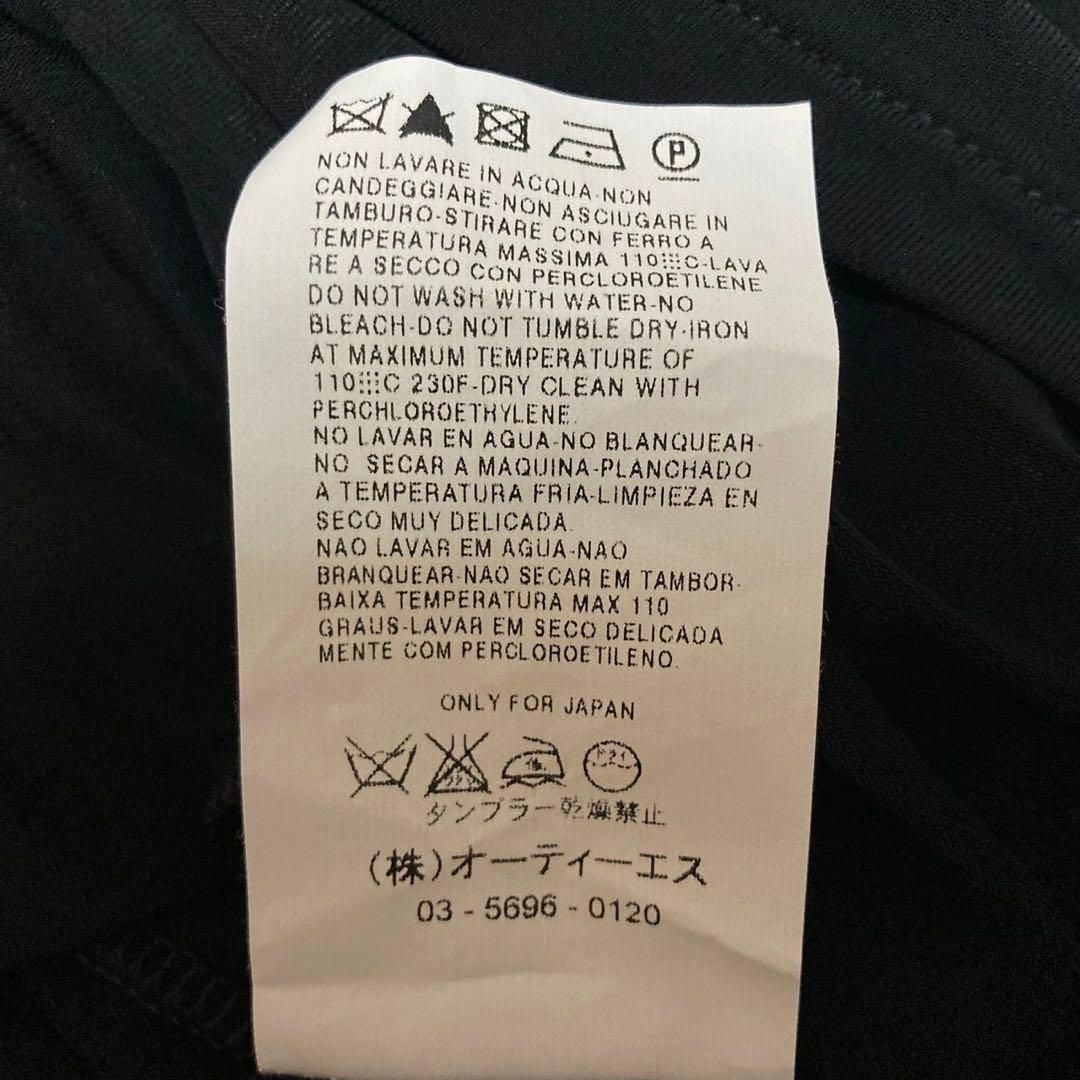 P
NON LAVARE IN ACQUA-NON
CANDEGGIARE-NON ASCIUGARE IN
TAMBURO-STIRARE CON FERRO A
TEMPERATURA MASSIMA 110 C-LAVA
RE A SECCO CON PERCLOROETILENE
DO NOT WASH WITH WATER-NO
BLEACH-DO NOT TUMBLE DRY-IRON
AT MAXIMUM TEMPERATURE OF
110 C 230F-DRY CLEAN WITH
PERCHLOROETHYLENE.
NO LAVAR EN AGUA-NO BLANQUEAR-
NO SECAR A MAQUINA-PLANCHADO
A TEMPERATURA FRIA-LIMPIEZA EN
SECO MUY DELICADA.
NAO LAVAR EM AGUA-NAO
BRANQUEAR-NAO SECAR EM TAMBOR-
BAIXA TEMPERATURA MAX 110
GRAUS-LAVAR EM SECO DELICADA
MENTE COM PERCLOROETILENO.
ONLY FOR JAPAN
低 ドライ
タンブラー乾燥禁止
(株)オーティーエス
03 - 5696 - 0120